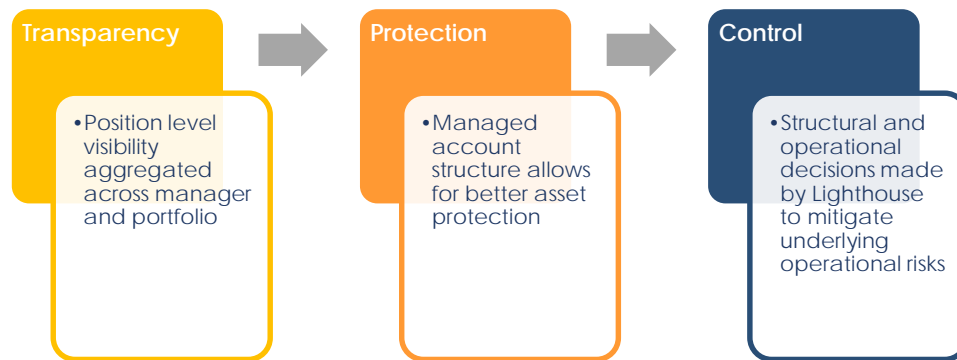 Transparency
•Position level
visibility
aggregated
across manager
and portfolio
Protection
•Managed
account
structure allows
for better asset
protection
Control
•Structural and
operational
decisions made
by Lighthouse
to mitigate
underlying
operational risks